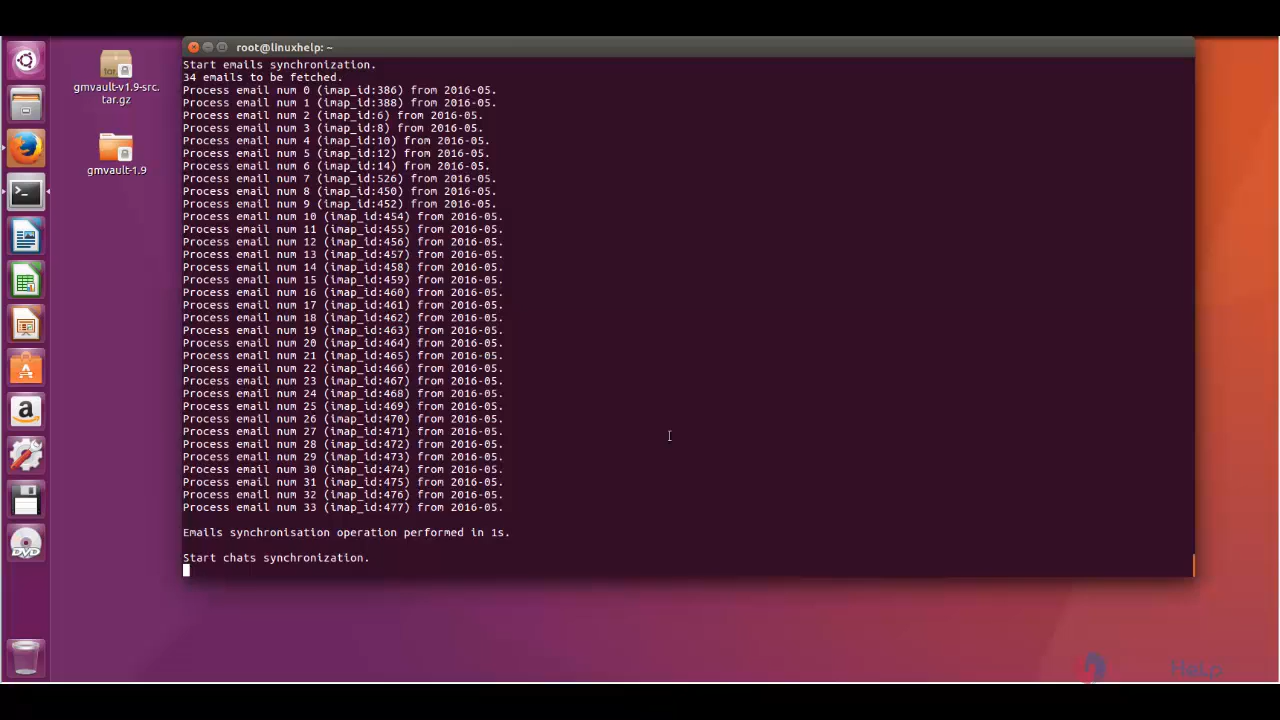 root@linuxhelp: ~
tar.
gmvault-v1.9-src.
tar.gz
gmvault-1.9
Start emails synchronization.
34 emails to be fetched.
Process email num 0 (imap_id:386) from 2016-05.
Process email num 1 (imap_id:388) from 2016-05.
Process email num 2 (imap_id:6) from 2016-05.
Process email num 3 (imap_id:8) from 2016-05.
Process email num 4 (imap_id:10) from 2016-05.
Process email num 5 (imap_id:12) from 2016-05.
Process email num 6 (imap_id:14) from 2016-05.
Process email num 7 (imap_id:526) from 2016-05.
Process email num 8 (imap_id:450) from 2016-05.
Process email num 9 (imap_id:452) from 2016-05.
Process email num 10 (imap_id:454) from 2016-05.
Process email num 11 (imap_id:455) from 2016-05.
Process email num 12 (imap_id:456) from 2016-05.
Process email num 13 (imap_id:457) from 2016-05.
Process email num 14 (imap_id:458) from 2016-05.
Process email num 15 (imap_id:459) from 2016-05.
Process email num 16 (imap_id:460) from 2016-05.
Process email num 17 (imap_id:461) from 2016-05.
Process email num 18 (imap_id:462) from 2016-05.
Process email num 19 (imap_id:463) from 2016-05.
Process email num 20 (imap_id:464) from 2016-05.
Process email num 21 (imap_id:465) from 2016-05.
Process email num 22 (imap_id:466) from 2016-05.
Process email num 23 (imap_id:467) from 2016-05.
Process email num 24 (imap_id:468) from 2016-05.
Process email num 25 (imap_id:469) from 2016-05.
Process email num 26 (imap_id:470) from 2016-05.
Process email num 27 (imap_id:471) from 2016-05.
Process email num 28 (imap_id:472) from 2016-05.
Process email num 29 (imap_id:473) from 2016-05.
Process email num 30 (imap_id:474) from 2016-05.
Process email num 31 (imap_id:475) from 2016-05.
Process email num 32 (imap_id:476) from 2016-05.
Process email num 33 (imap_id:477) from 2016-05.
Emails synchronisation operation performed in 1s.
Start chats synchronization.
DVD
HeLp